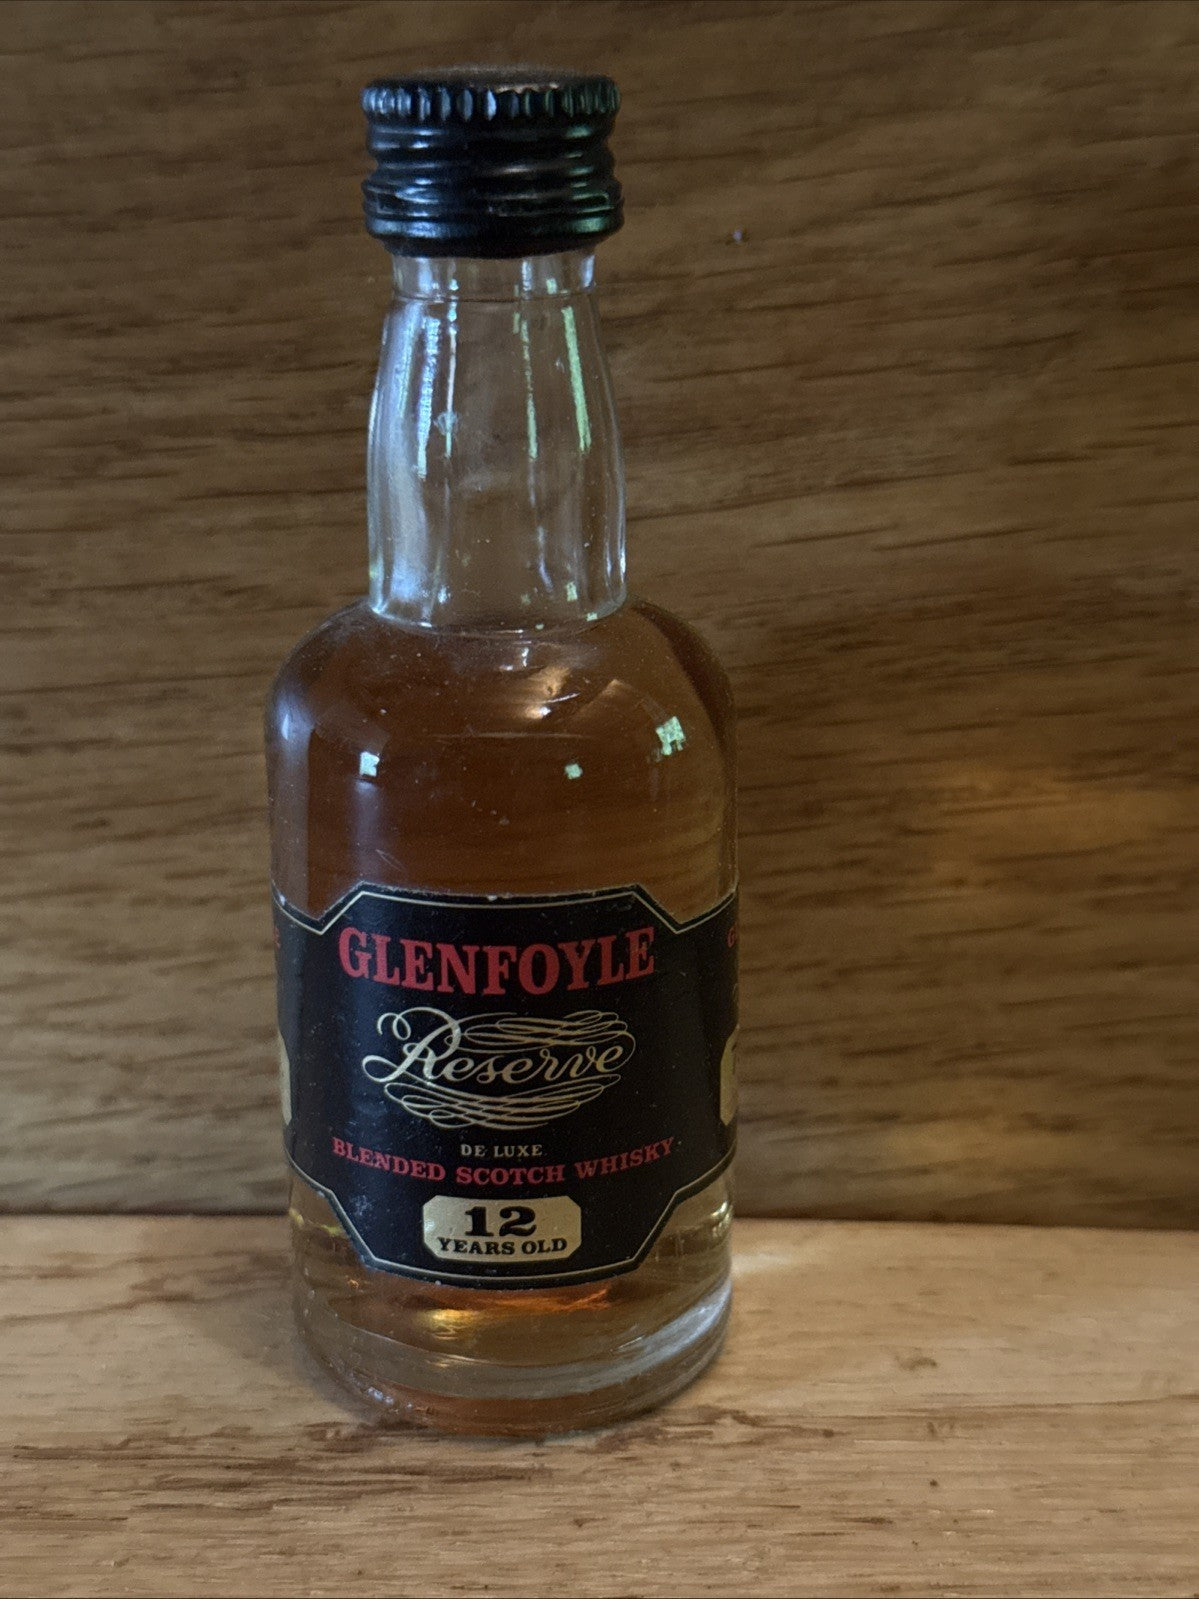 GLENFOYLE
Reserve
DE LUXE
BLENDED SCOTCH WHISKY
12
YEARS OLD